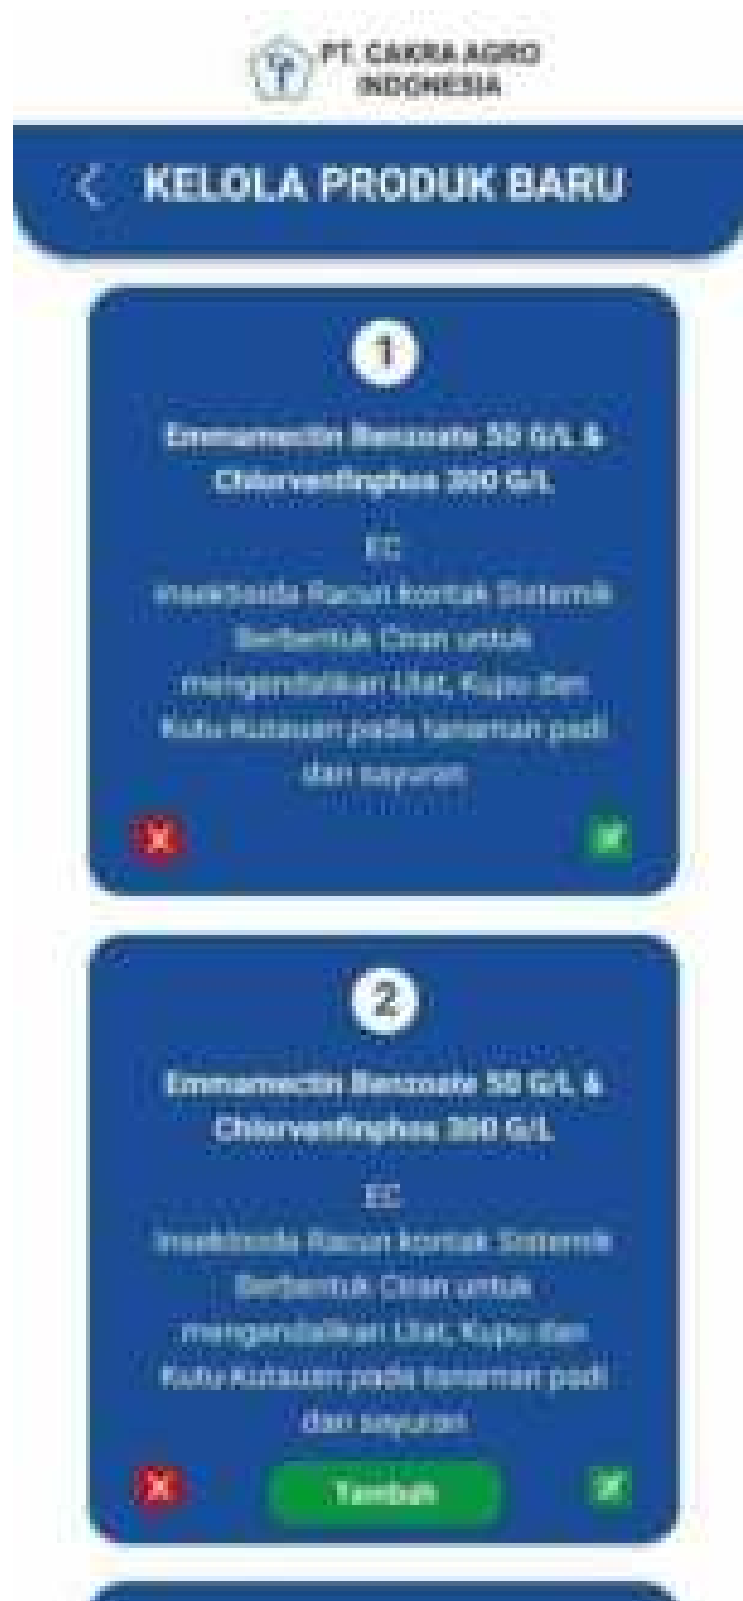 PT. CAKRA AGRO
INDONESIA
KELOLA PRODUK BARU
1
Emmamectin Benzoate 50 G/L &
Chlorvenfinphos 300 G/L
EC
Insektisida Racun kontak Sistemik
Berbentuk Ciran untuk
mengendalikan Ulat, Kupu dan
Kutu-Kutauan pada tanaman padi
dan sayuran
2
Emmamectin Benzoate 50 G/L &
Chlorvenfinphos 300 G/L
EC
Insektisida Racun kontak Sistemik
Berbentuk Ciran untuk
mengendalikan Ulat, Kupu dan
Kutu-Kutauan pada tanaman padi
dan sayuran
Tambah